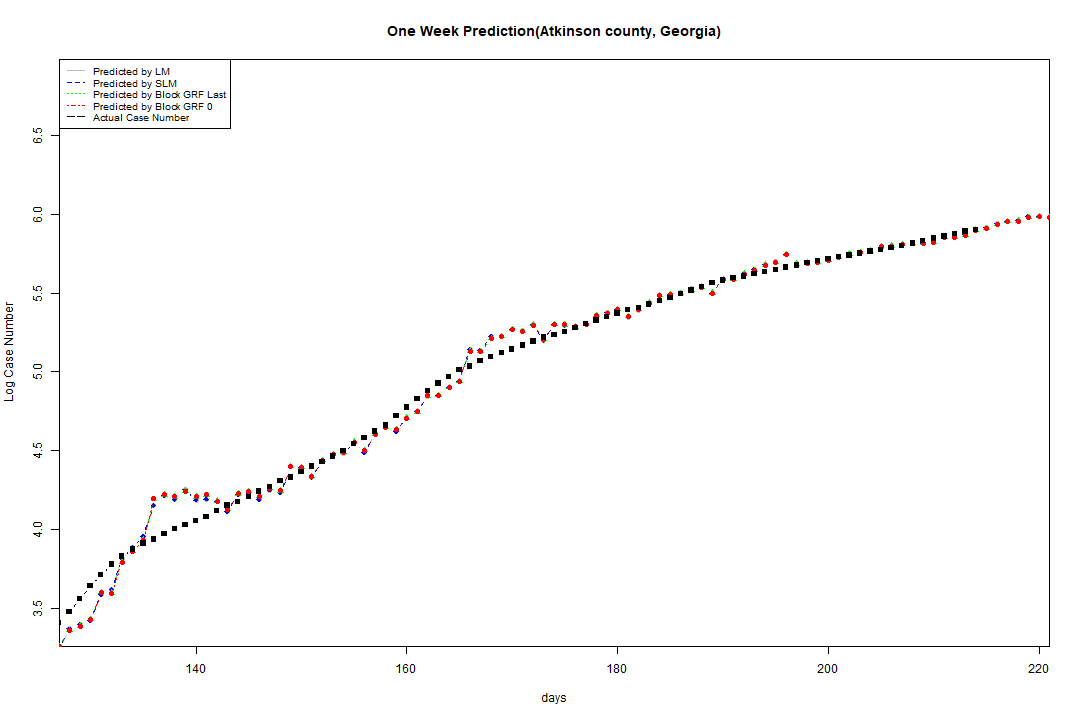 One Week Prediction(Atkinson county, Georgia)
Predicted by LM
Predicted by SLM
Predicted by Block GRF Last
Predicted by Block GRF 0
Actual Case Number
6.5
6.0
5.5
5.0
4.5
4.0
3.5
Log Case Number
140 160 180 200 220
days